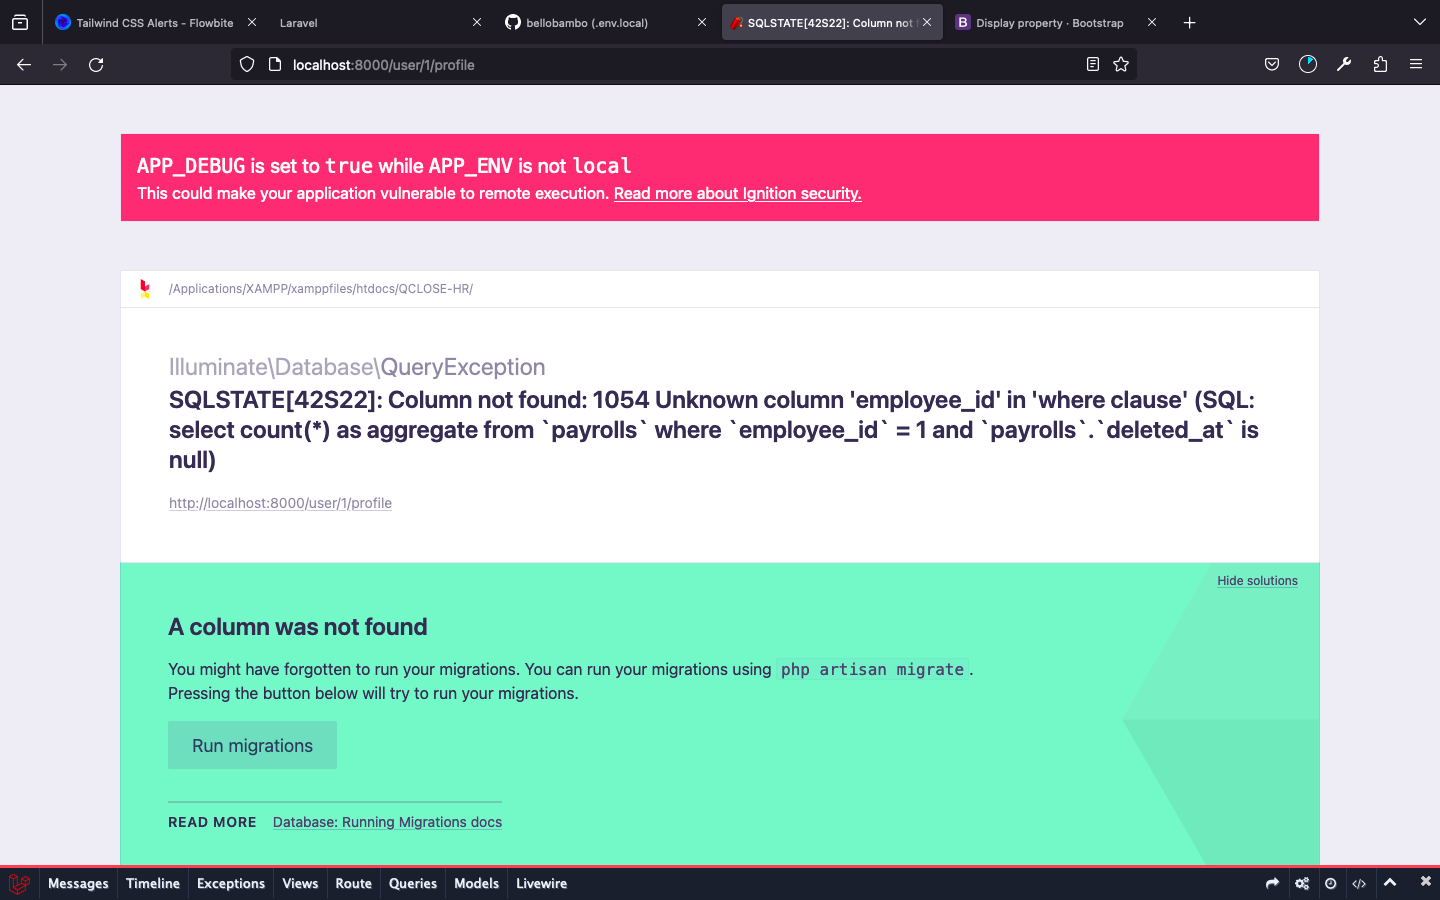 Tailwind CSS Alerts - Flowbite
Laravel
bellobambo (.env.local)
SQLSTATE[42S22]: Column not f
Display property · Bootstrap
localhost:8000/user/1/profile
APP_DEBUG is set to true while APP_ENV is not local
This could make your application vulnerable to remote execution. Read more about Ignition security.
/Applications/XAMPP/xamppfiles/htdocs/QCLOSE-HR/
Illuminate\Database\QueryException
SQLSTATE[42S22]: Column not found: 1054 Unknown column 'employee_id' in 'where clause' (SQL:
select count(*) as aggregate from `payrolls` where `employee_id` = 1 and `payrolls`.`deleted_at` is
null)
http://localhost:8000/user/1/profile
Hide solutions
A column was not found
You might have forgotten to run your migrations. You can run your migrations using php artisan migrate.
Pressing the button below will try to run your migrations.
Run migrations
READ MORE Database: Running Migrations docs
Messages Timeline Exceptions Views Route Queries Models Livewire